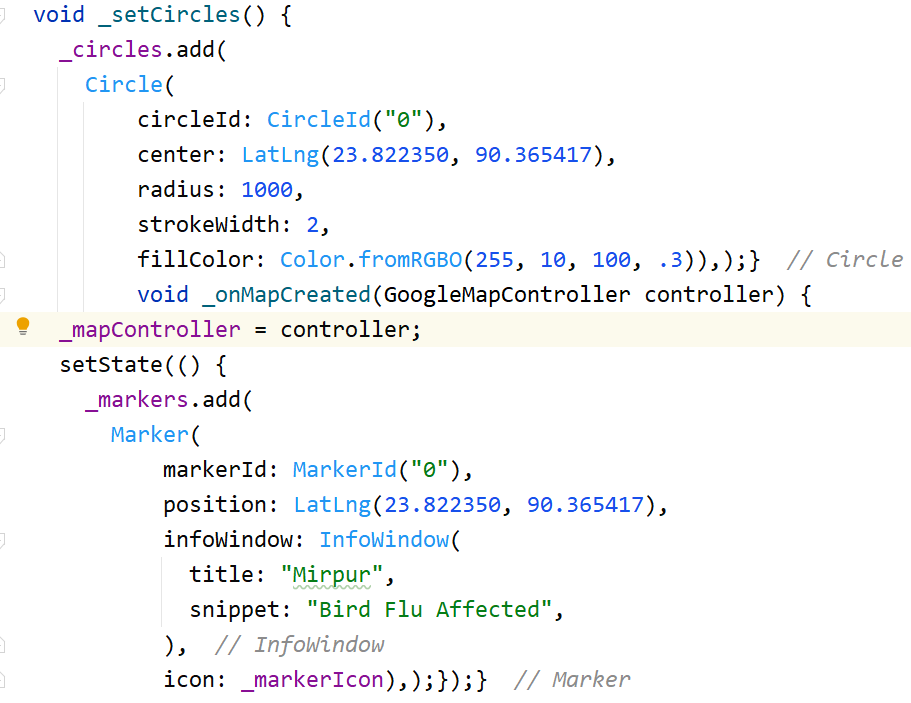 void _setCircles() {
_circles.add(
Circle(
circleId: CircleId("0"),
center: LatLng(23.822350, 90.365417),
radius: 1000,
strokeWidth: 2,
fillColor: Color.fromRGBO(255, 10, 100, .3)),);}  // Circle
void _onMapCreated(GoogleMapController controller) {
_mapController = controller;
setState(() {
_markers.add(
Marker(
markerId: MarkerId("0"),
position: LatLng(23.822350, 90.365417),
infoWindow: InfoWindow(
title: "Mirpur",
snippet: "Bird Flu Affected",
),  // InfoWindow
icon: _markerIcon),);});}  // Marker